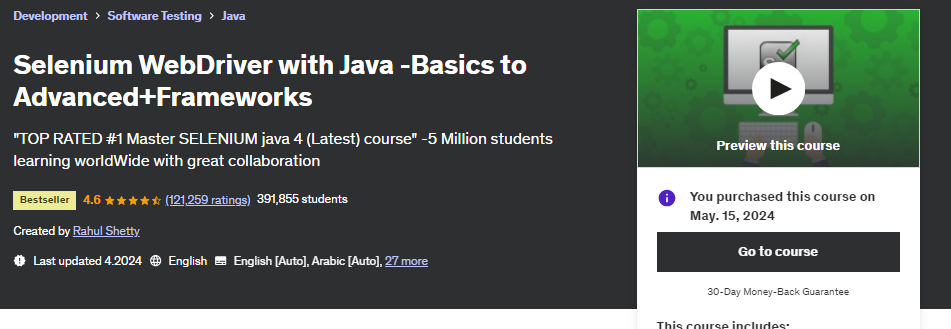 Development > Software Testing > Java
Selenium WebDriver with Java -Basics to
Advanced+Frameworks
"TOP RATED #1 Master SELENIUM java 4 (Latest) course" -5 Million students
learning worldWide with great collaboration
Bestseller 4.6 (121,259 ratings) 391,855 students
Created by Rahul Shetty
Last updated 4.2024 English English [Auto], Arabic [Auto], 27 more
Preview this course
You purchased this course on
May. 15, 2024
Go to course
30-Day Money-Back Guarantee
This course includes: